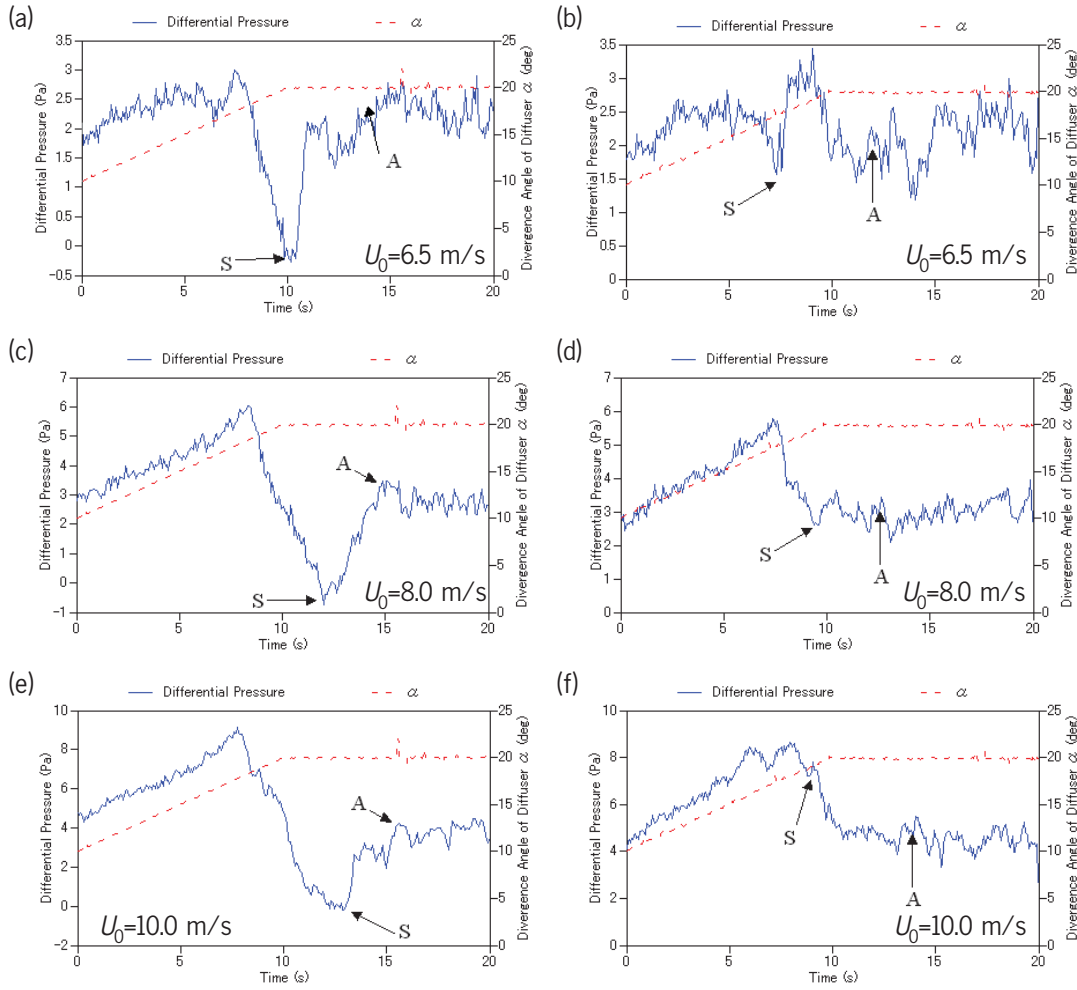 (a)
Differential Pressure α
Differential Pressure (Pa)
3.5
3
2.5
2
1.5
1
0.5
0
−0.5
0 5 10 15 20
Time (s)
25
20
15
10
5
0
Divergence Angle of Diffuser α (deg)
A
S
U0=6.5 m/s
(b)
Differential Pressure α
Differential Pressure (Pa)
3.5
3
2.5
2
1.5
1
0.5
0
0 5 10 15 20
Time (s)
25
20
15
10
5
0
Divergence Angle of Diffuser α (deg)
S
A
U0=6.5 m/s
(c)
Differential Pressure α
Differential Pressure (Pa)
7
6
5
4
3
2
1
0
−1
0 5 10 15 20
Time (s)
25
20
15
10
5
0
Divergence Angle of Diffuser α (deg)
A
S
U0=8.0 m/s
(d)
Differential Pressure α
Differential Pressure (Pa)
7
6
5
4
3
2
1
0
0 5 10 15 20
Time (s)
25
20
15
10
5
0
Divergence Angle of Diffuser α (deg)
S
A
U0=8.0 m/s
(e)
Differential Pressure α
Differential Pressure (Pa)
10
8
6
4
2
0
−2
0 5 10 15 20
Time (s)
25
20
15
10
5
0
Divergence Angle of Diffuser α (deg)
A
S
U0=10.0 m/s
(f)
Differential Pressure α
Differential Pressure (Pa)
10
8
6
4
2
0
0 5 10 15 20
Time (s)
25
20
15
10
5
0
Divergence Angle of Diffuser α (deg)
S
A
U0=10.0 m/s